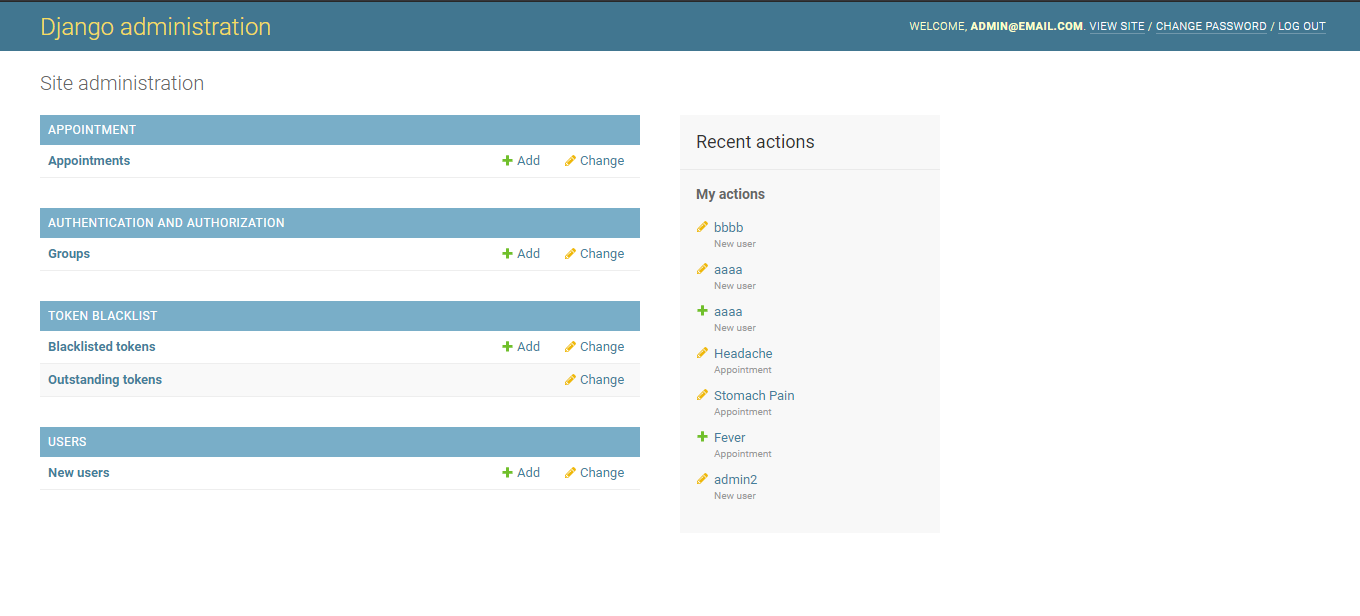 Django administration
WELCOME, ADMIN@EMAIL.COM. VIEW SITE / CHANGE PASSWORD / LOG OUT
Site administration
APPOINTMENT
Appointments Add Change
AUTHENTICATION AND AUTHORIZATION
Groups Add Change
TOKEN BLACKLIST
Blacklisted tokens Add Change
Outstanding tokens Change
USERS
New users Add Change
Recent actions
My actions
bbbb
New user
aaaa
New user
aaaa
New user
Headache
Appointment
Stomach Pain
Appointment
Fever
Appointment
admin2
New user